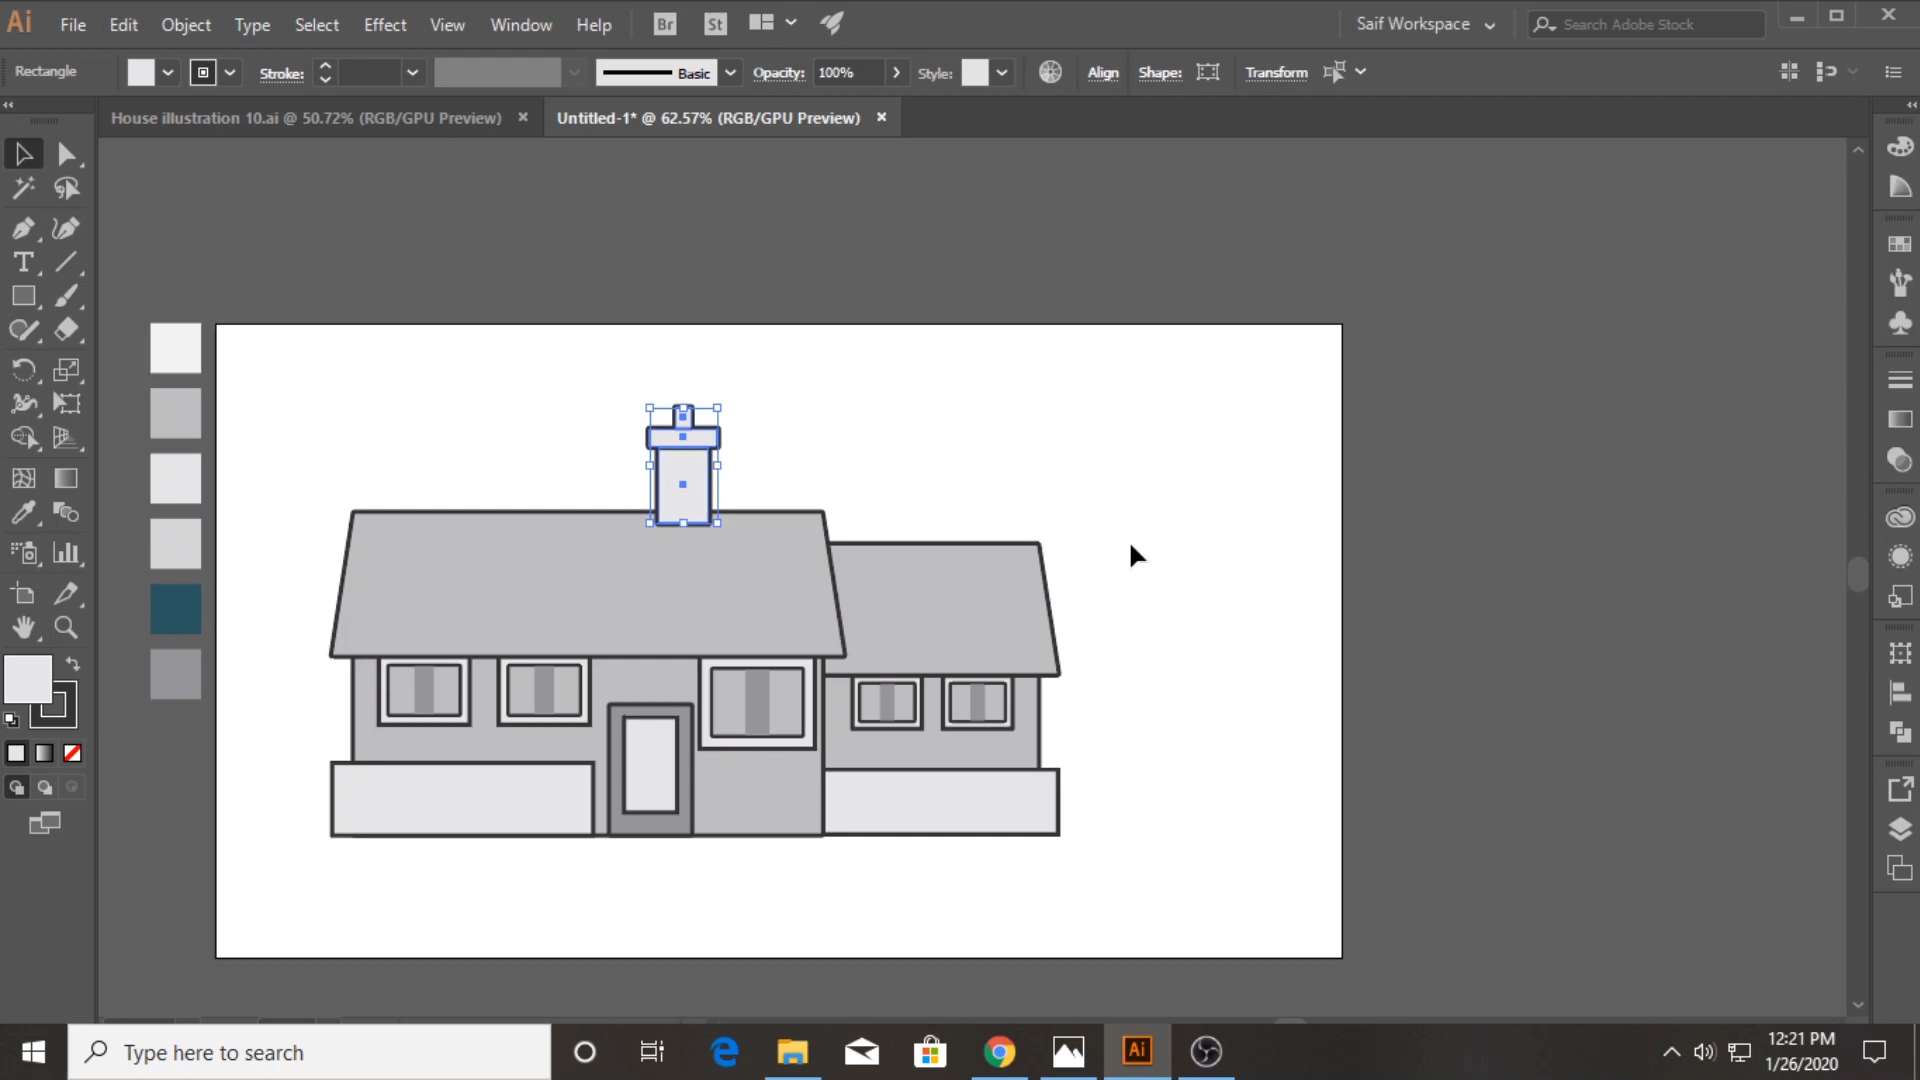 Ai File Edit Object Type Select Effect View Window Help Br St Saif Workspace Search Adobe Stock
Rectangle Stroke: Basic Opacity: 100% Style: Align Shape: Transform
House illustration 10.ai @ 50.72% (RGB/GPU Preview) × Untitled-1* @ 62.57% (RGB/GPU Preview) ×
T
Type here to search Ai 12:21 PM
1/26/2020